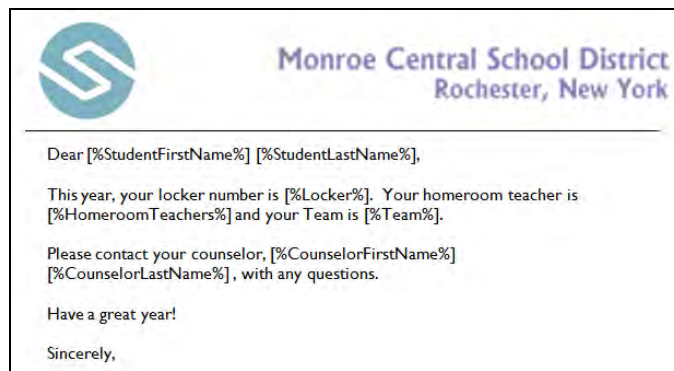 Monroe Central School District
Rochester, New York
Dear [%StudentFirstName%] [%StudentLastName%],
This year, your locker number is [%Locker%].  Your homeroom teacher is
[%HomeroomTeachers%] and your Team is [%Team%].
Please contact your counselor, [%CounselorFirstName%]
[%CounselorLastName%] , with any questions.
Have a great year!
Sincerely,